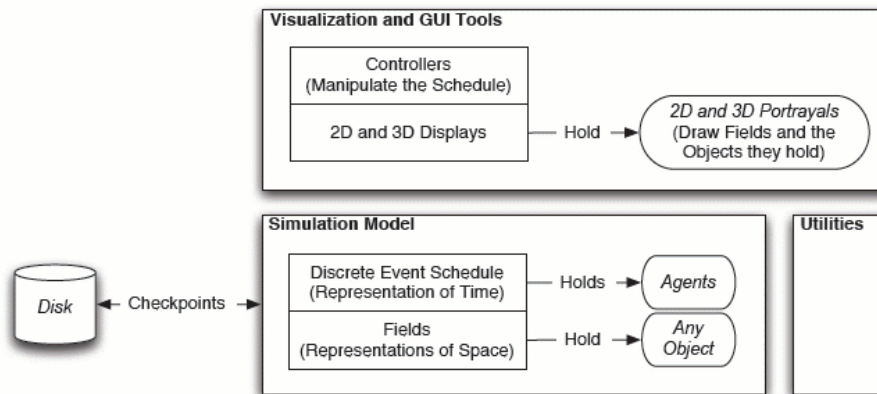 Visualization and GUI Tools
Controllers
(Manipulate the Schedule)
2D and 3D Displays
Hold
2D and 3D Portrayals
(Draw Fields and the
Objects they hold)
Simulation Model
Utilities
Disk
Checkpoints
Discrete Event Schedule
(Representation of Time)
Holds
Agents
Fields
(Representations of Space)
Hold
Any
Object